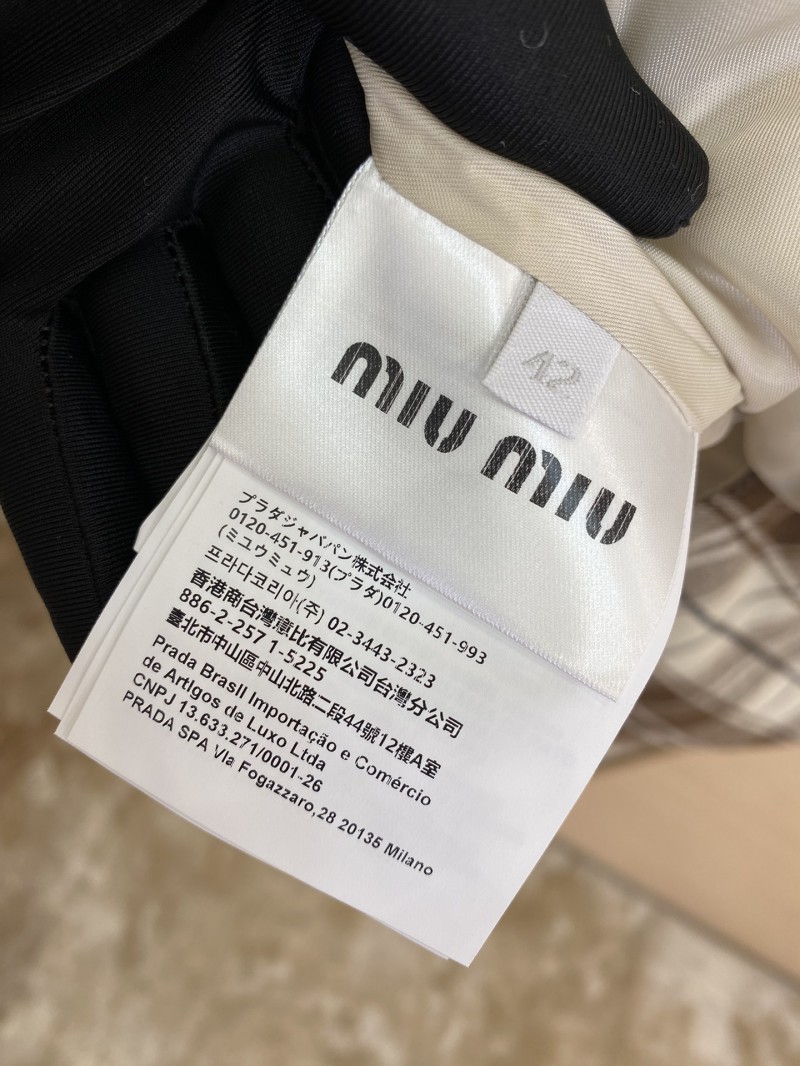 42
MIU MIU
プラダジャパバン株式会社
0120-451-913(プラダ)0120-451-993
(ミュウミュウ)
프라다코리아(주) 02-3443-2323
香港商台灣意比有限公司台灣分公司
886-2-257 1-5225
臺北市中山區中山北路二段44號12樓A室
Prada Brasil Importação e Comércio
de Artigos de Luxo Ltda
CNPJ 13.633.271/0001-26
PRADA SPA Via Fogazzaro,28 20135 Milano